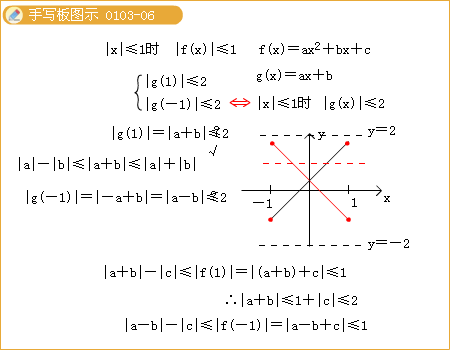 手写板图示 0103-06
|x|≤1时 |f(x)|≤1 f(x)=ax²+bx+c
|g(1)|≤2 g(x)=ax+b
|g(-1)|≤2 ⇔ |x|≤1时 |g(x)|≤2
|g(1)|=|a+b|≤2
√
|a|-|b|≤|a+b|≤|a|+|b|
|g(-1)|=|-a+b|=|a-b|≤2
y y=2
-1 1 x
y=-2
|a+b|-|c|≤|f(1)|=|(a+b)+c|≤1
∴|a+b|≤1+|c|≤2
|a-b|-|c|≤|f(-1)|=|a-b+c|≤1